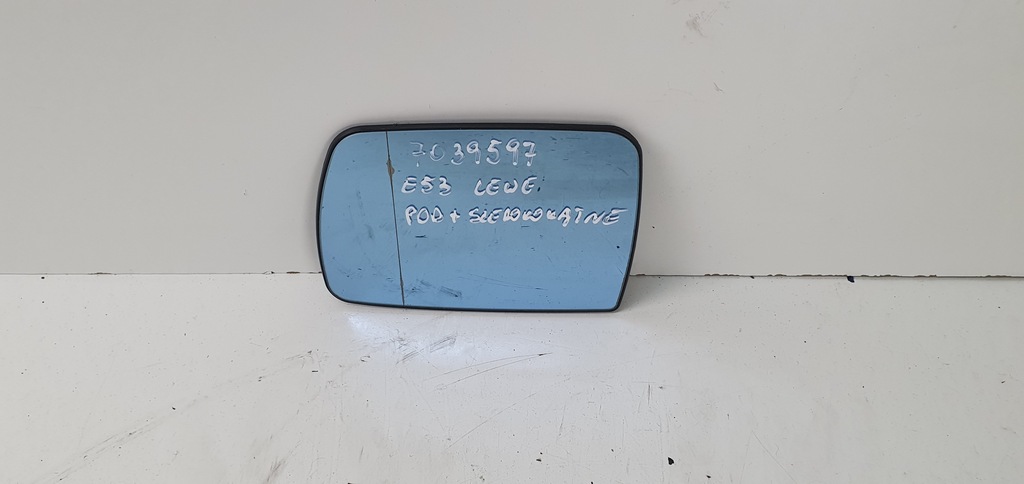 7039597
E53 LEWE
POD + SZEROKOKĄTNE